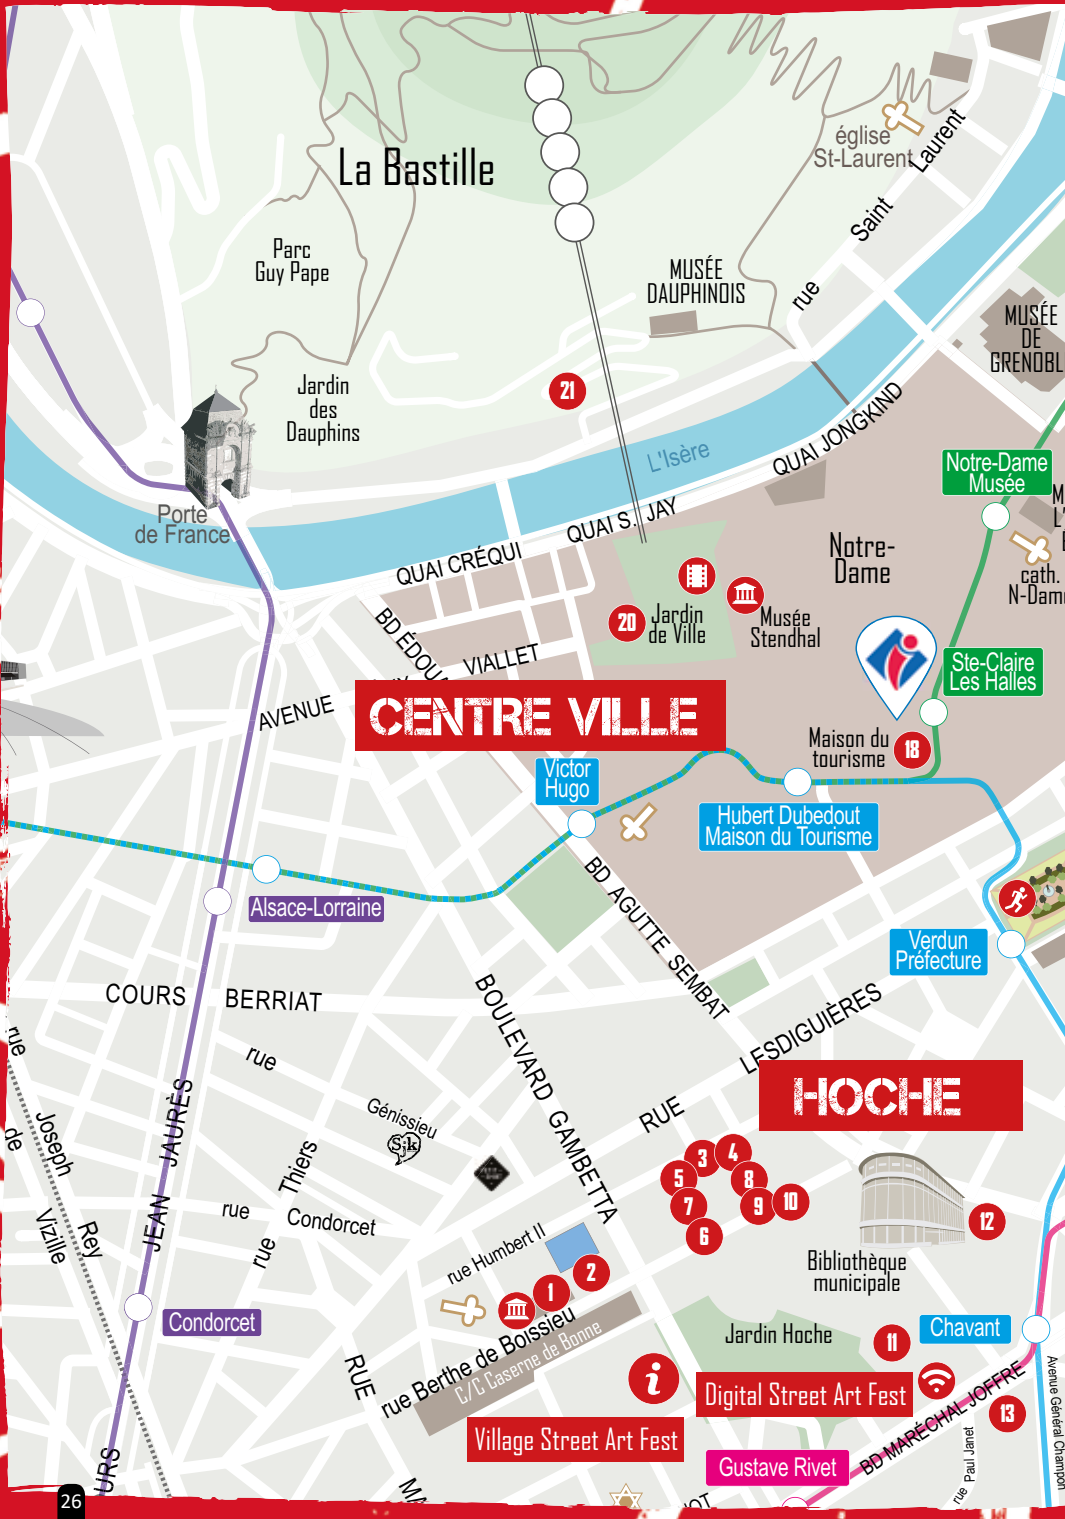 La Bastille
église
St-Laurent
rue
Saint
Laurent
Parc
Guy Pape
MUSÉE
DAUPHINOIS
MUSÉE
DE
GRENOBL
Jardin
des
Dauphins
21
L'Isère
QUAI JONGKIND
Notre-Dame
Musée
Porte
de France
QUAI S. JAY
QUAI CRÉQUI
Notre-
Dame
cath.
N-Dame
20
Jardin
de Ville
Musée
Stendhal
BD ÉDOUA
VIALLET
AVENUE
Ste-Claire
Les Halles
CENTRE VILLE
Maison du
tourisme
18
Victor
Hugo
Hubert Dubedout
Maison du Tourisme
Alsace-Lorraine
BD AGUTTE SEMBAT
Verdun
Préfecture
COURS BERRIAT
BOULEVARD GAMBETTA
RUE
LESDIGUIÈRES
HOCHE
rue
Génissieu
Sjk
rue
de
Joseph
Rey
Vizille
JEAN JAURÈS
rue
Thiers
rue
Condorcet
3
4
5
8
7
9
10
6
12
Bibliothèque
municipale
rue Humbert II
2
1
rue Berthe de Boissieu
C/C Caserne de Bonne
Condorcet
Jardin Hoche
11
Chavant
RUE
i
Digital Street Art Fest
13
Village Street Art Fest
BD MARÉCHAL JOFFRE
Avenue Général Champon
rue Paul Janet
Gustave Rivet
URS
MA
OT
26